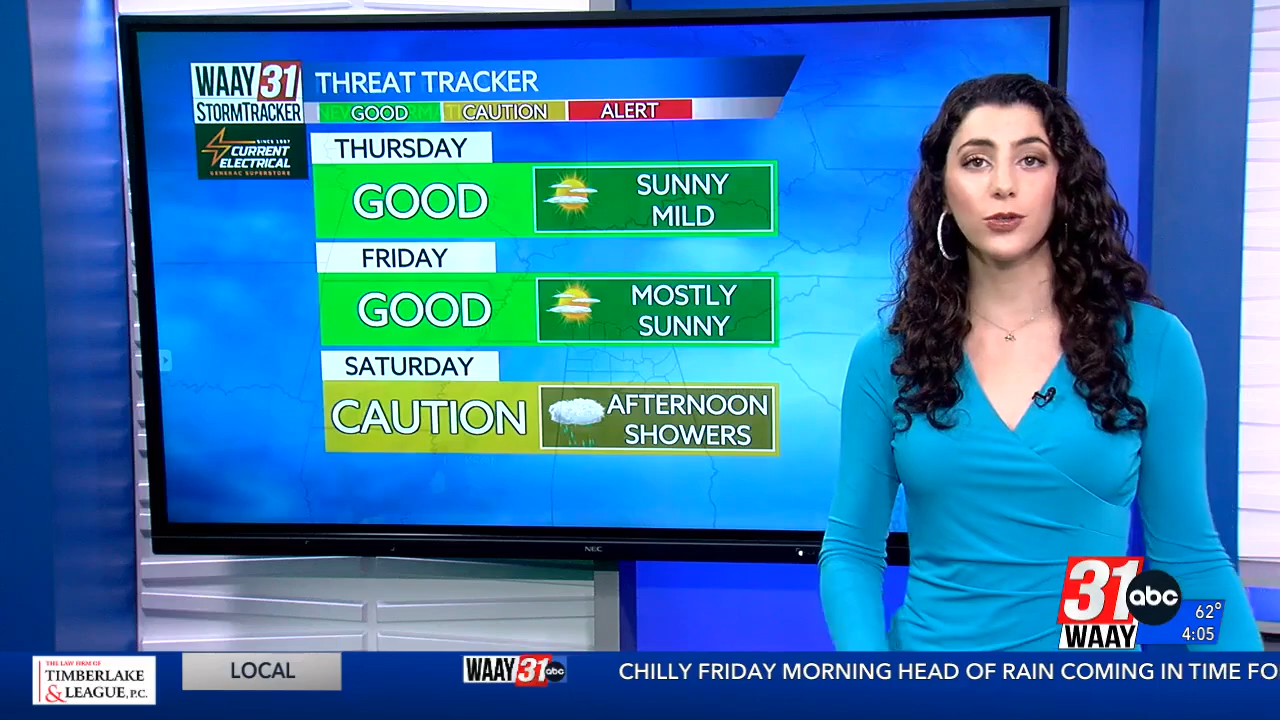 WAAY 31
STORMTRACKER
SINCE 1987
CURRENT
ELECTRICAL
GENERAC SUPERSTORE
THREAT TRACKER
GOOD
CAUTION
ALERT
THURSDAY
GOOD
SUNNY
MILD
FRIDAY
GOOD
MOSTLY
SUNNY
SATURDAY
CAUTION
AFTERNOON
SHOWERS
NEC
31
abc
WAAY
62°
4:05
THE LAW FIRM OF
TIMBERLAKE
& LEAGUE, P.C.
LOCAL
WAAY 31 abc
CHILLY FRIDAY MORNING HEAD OF RAIN COMING IN TIME FO